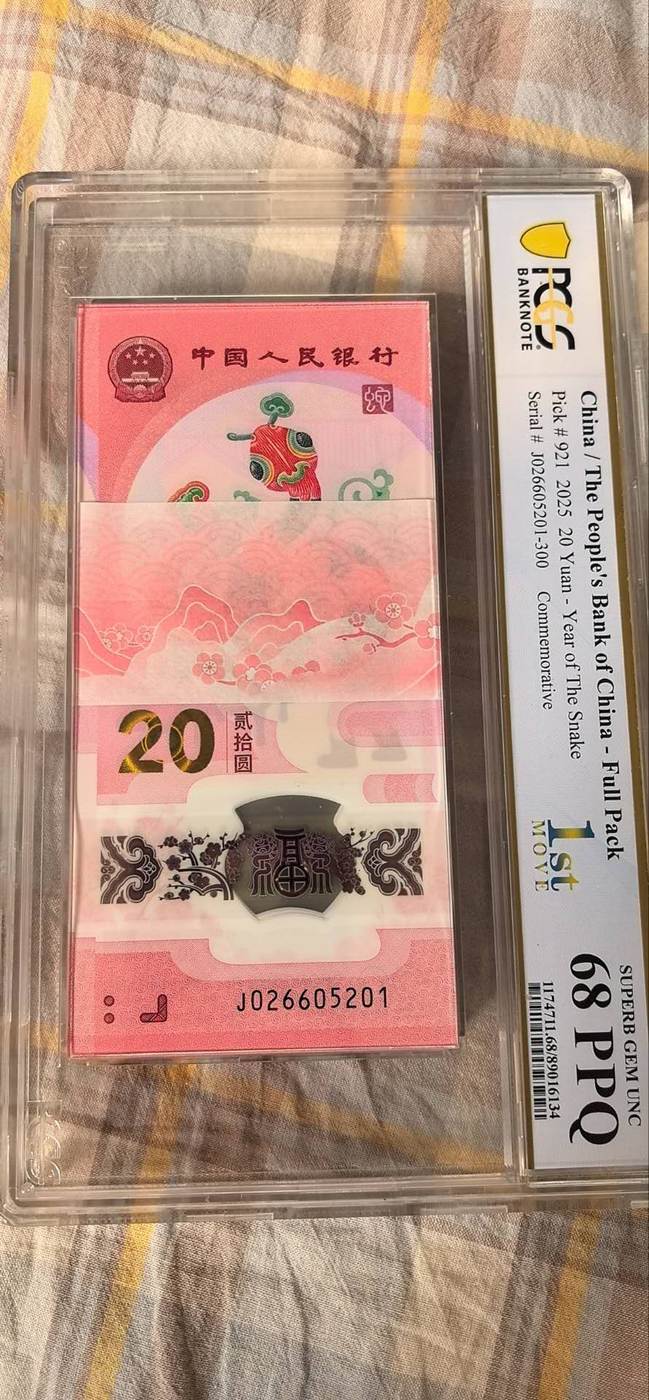 中国人民银行
蛇
20
贰拾圆
J026605201
PCGS
BANKNOTE
China / The People's Bank of China - Full Pack
Pick # 921 2025 20 Yuan - Year of The Snake
Serial # J026605201-300 Commemorative
1st
MOVE
SUPERB GEM UNC
68 PPQ
1174711.68/89016134